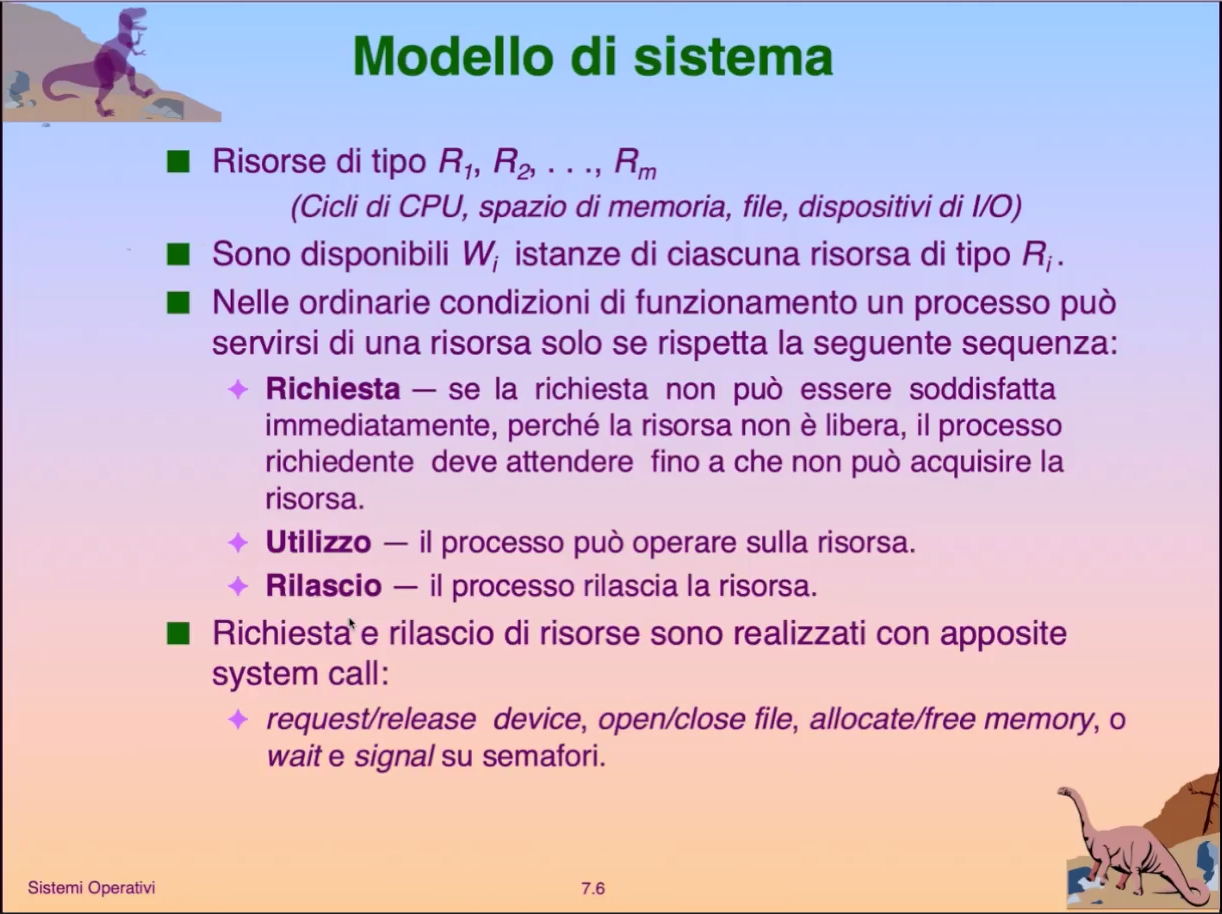 Modello di sistema
Risorse di tipo R1, R2, . . ., Rm
(Cicli di CPU, spazio di memoria, file, dispositivi di I/O)
Sono disponibili Wi istanze di ciascuna risorsa di tipo Ri.
Nelle ordinarie condizioni di funzionamento un processo può
servirsi di una risorsa solo se rispetta la seguente sequenza:
Richiesta — se la richiesta non può essere soddisfatta
immediatamente, perché la risorsa non è libera, il processo
richiedente deve attendere fino a che non può acquisire la
risorsa.
Utilizzo — il processo può operare sulla risorsa.
Rilascio — il processo rilascia la risorsa.
Richiesta e rilascio di risorse sono realizzati con apposite
system call:
request/release device, open/close file, allocate/free memory, o
wait e signal su semafori.
Sistemi Operativi
7.6